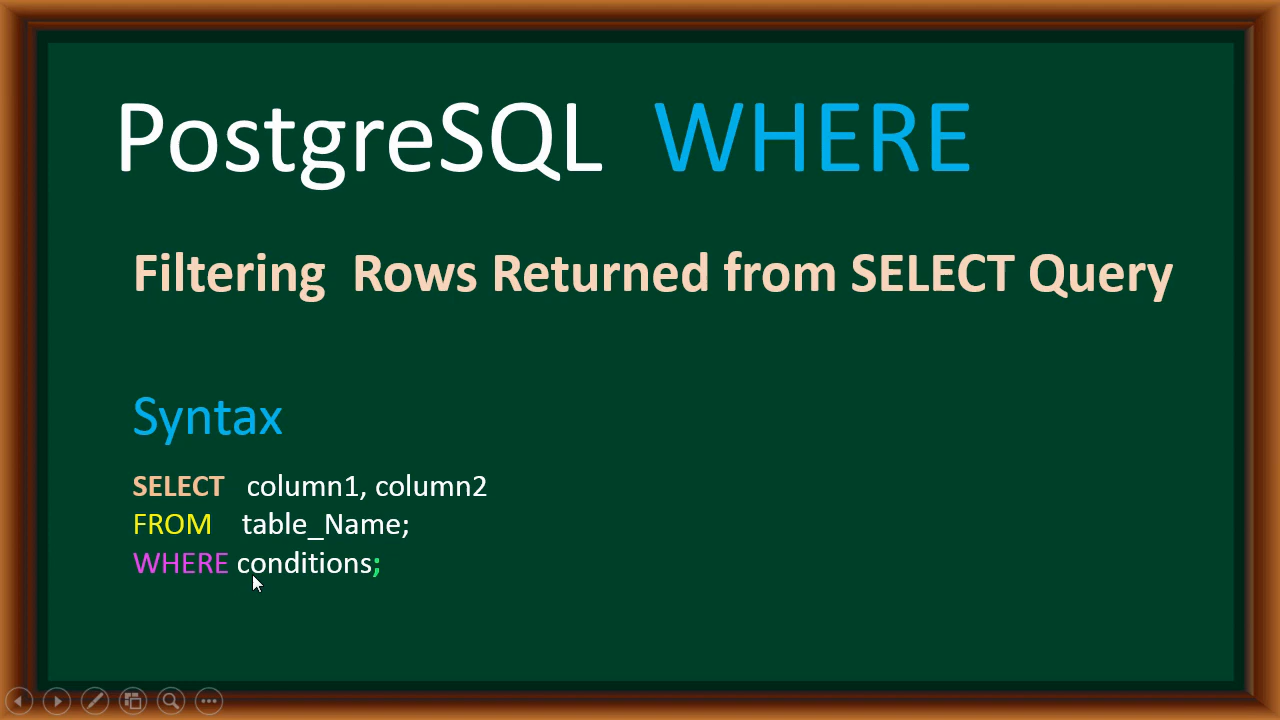 PostgreSQL WHERE
Filtering Rows Returned from SELECT Query
Syntax
SELECT column1, column2
FROM table_Name;
WHERE conditions;